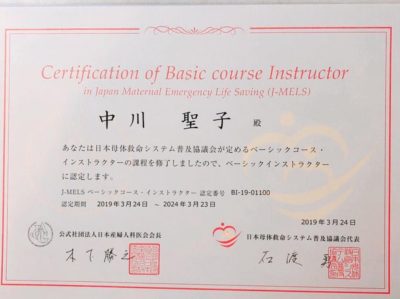 Certification of Basic course Instructor
in Japan Maternal Emergency Life Saving (J-MELS)
中川 聖子 殿
あなたは日本母体救命システム普及協議会が定めるベーシックコース・
インストラクターの課程を修了しましたので、ベーシックインストラクター
に認定します。
J-MELS ベーシックコース・インストラクター 認定番号 BI-19-01100
認定期間 2019年3月24日 ～ 2024年3月23日
2019年3月24日
公益社団法人日本産婦人科医会会長
日本母体救命システム普及協議会代表
木下勝之
石渡勇